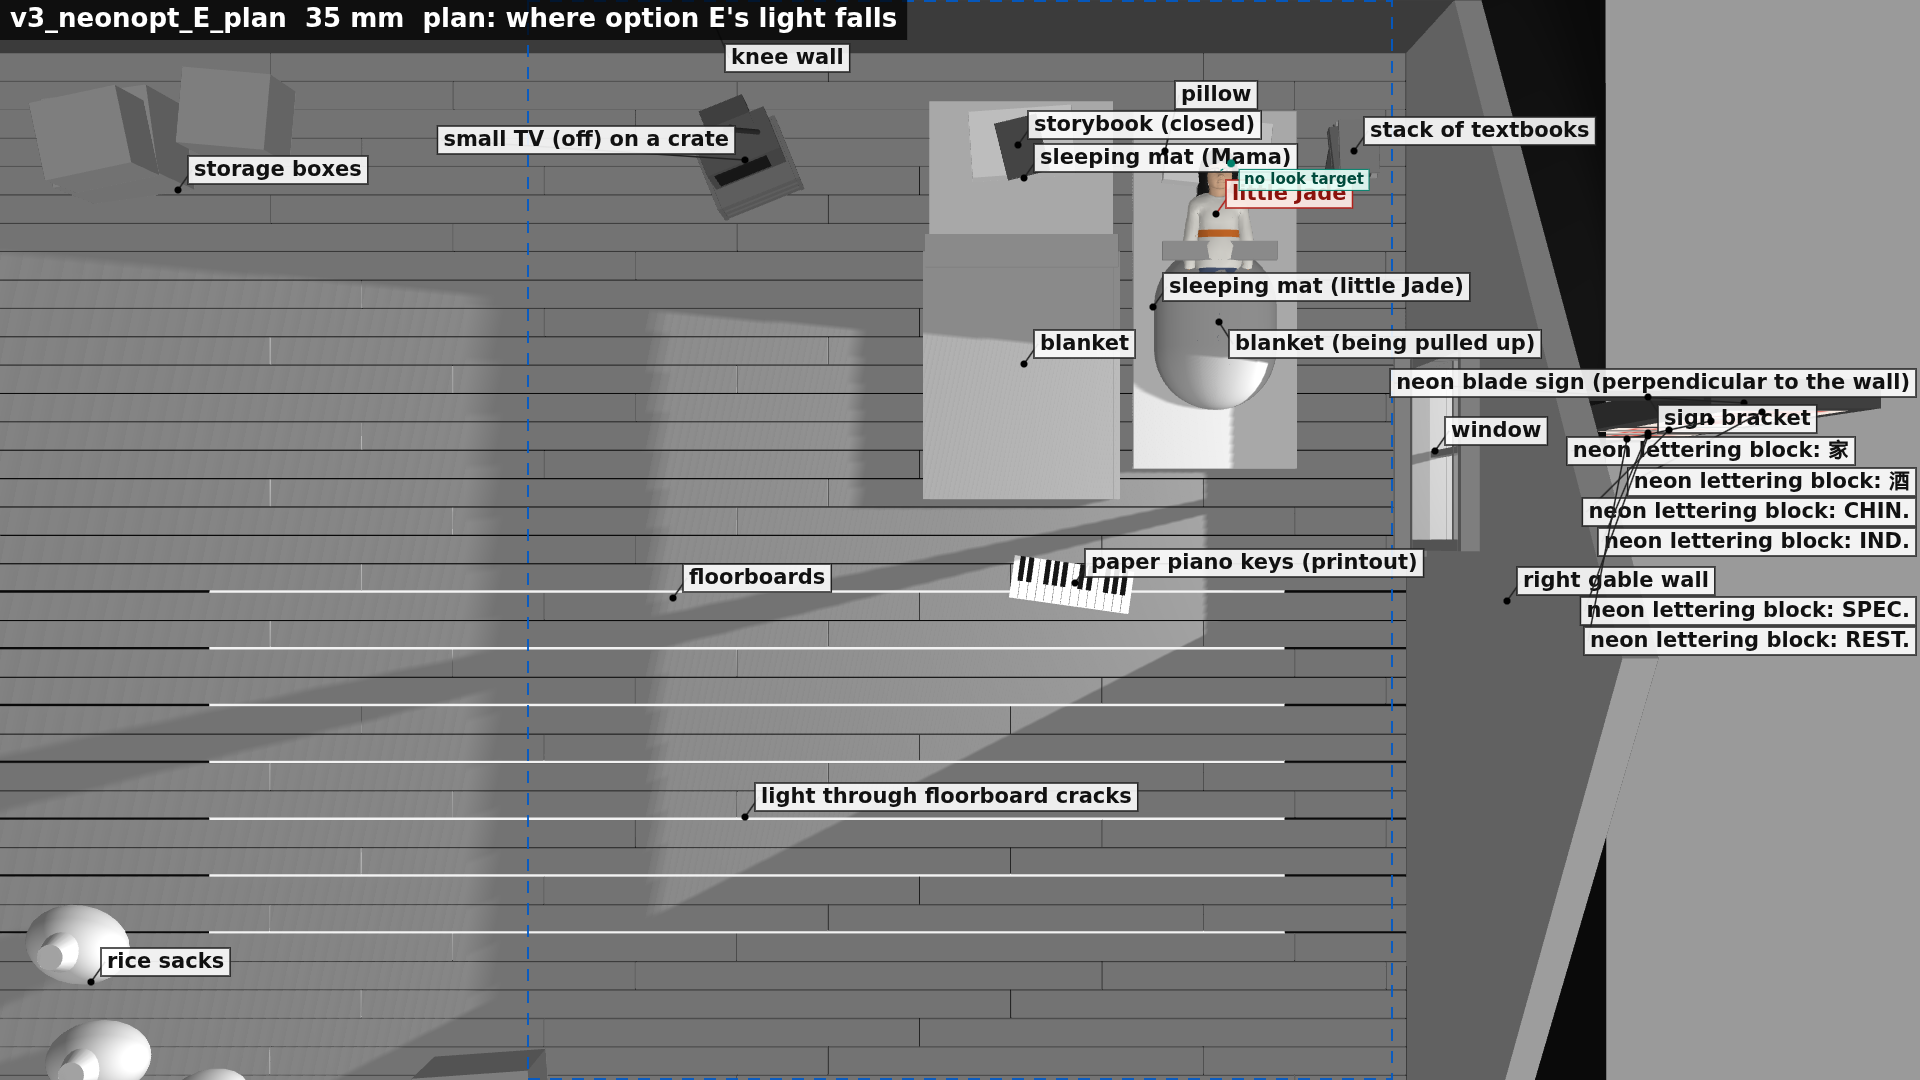 v3_neonopt_E_plan 35 mm plan: where option E's light falls
knee wall
pillow
storybook (closed)
stack of textbooks
small TV (off) on a crate
sleeping mat (Mama)
storage boxes
no look target
little Jade
sleeping mat (little Jade)
blanket
blanket (being pulled up)
neon blade sign (perpendicular to the wall)
sign bracket
window
neon lettering block: 家
neon lettering block: 酒
neon lettering block: CHIN.
neon lettering block: IND.
paper piano keys (printout)
floorboards
right gable wall
neon lettering block: SPEC.
neon lettering block: REST.
light through floorboard cracks
rice sacks